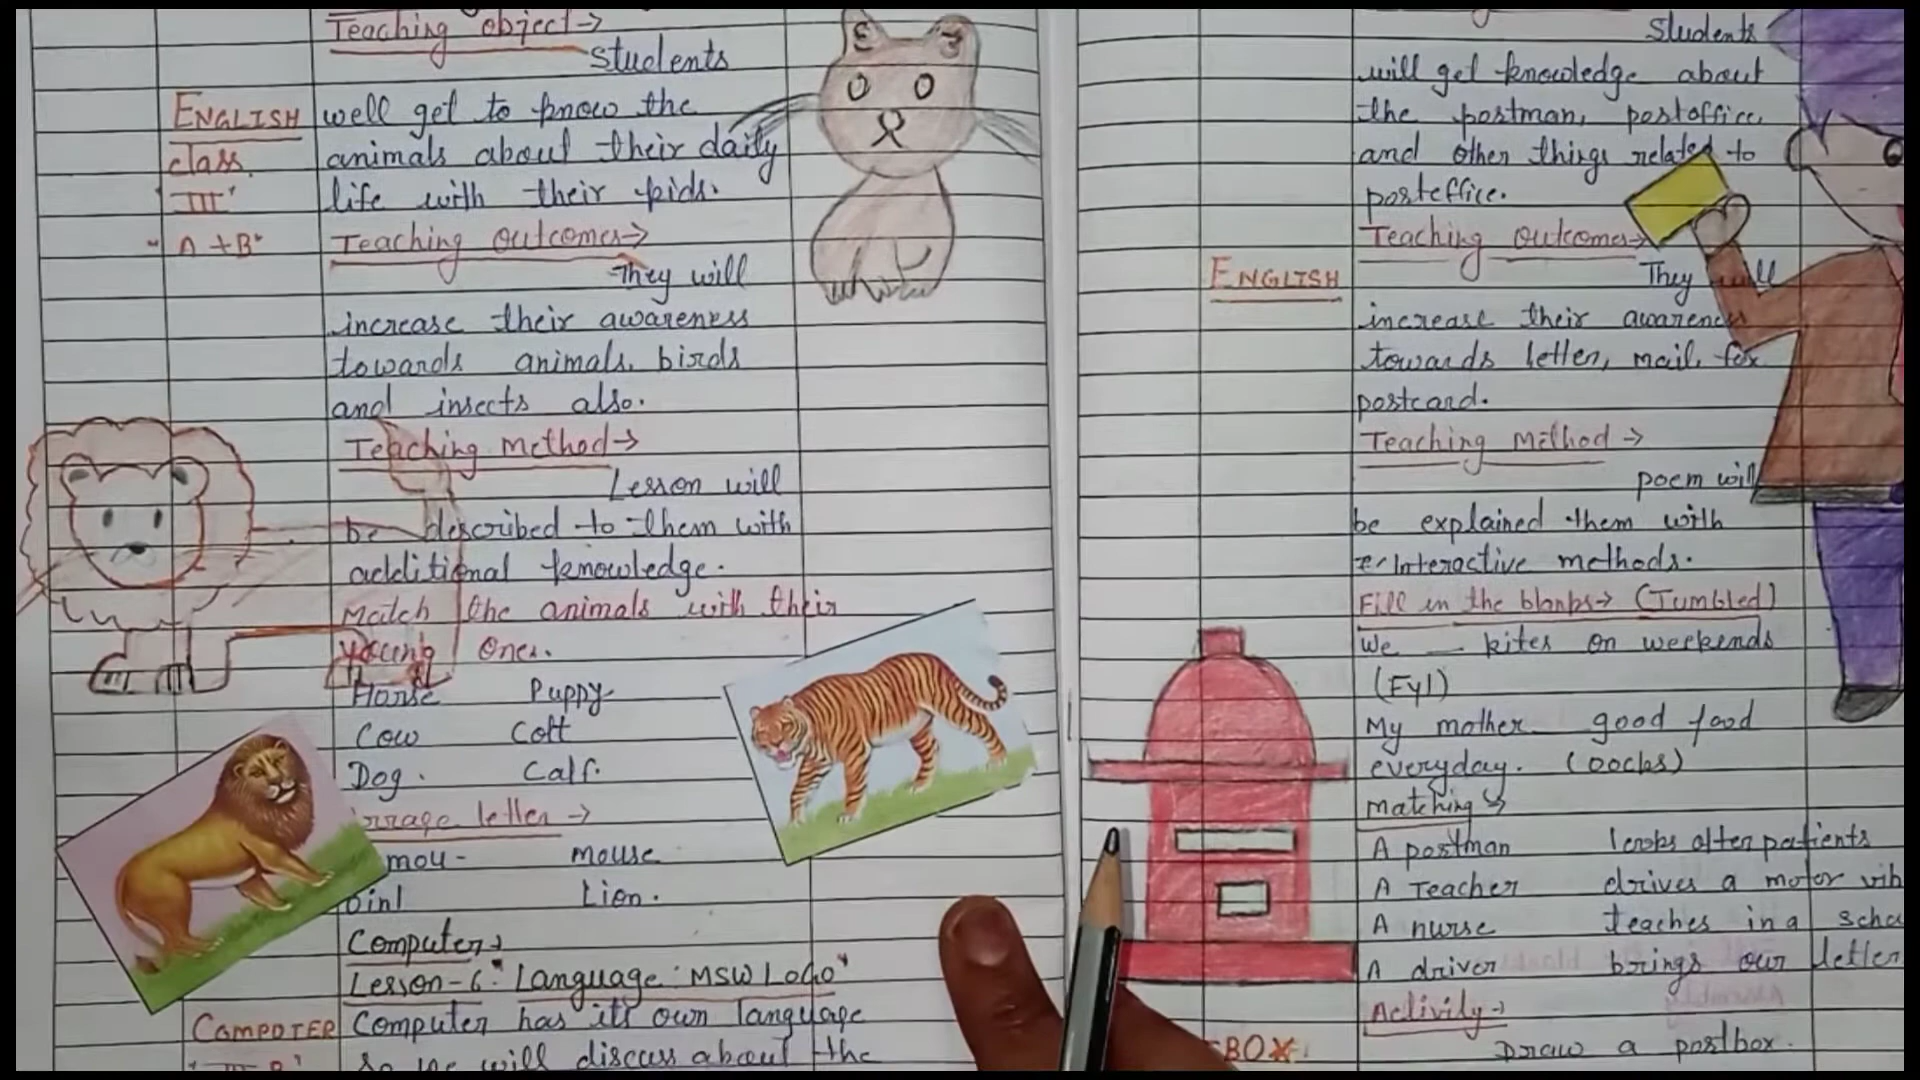 Teaching object→
Students
ENGLISH
class
'III'
"A+B"
well get to know the
animals about their daily
life with their kids.
Teaching outcomes→
They will
increase their awareness
towards animals, birds
and insects also.
Teaching method→
Lesson will
be described to them with
additional knowledge.
Match the animals with their
young Ones.
Horse Puppy
Cow Colt
Dog. Calf.
letter →
mou- mouse
oinl Lion.
Computer→
Lesson-6. "Language: MSW Logo"
COMPUTER
Computer has its own language
so we will discuss about the
Students
will get knowledge about
the postman, postoffice,
and other things related to
postoffice.
Teaching outcomes→
ENGLISH
They will
increase their awareness
towards letter, mail, fax
postcard.
Teaching Method→
poem will
be explained them with
Interactive methods.
Fill in the blanks→ (Jumbled)
We — kites on weekends
(Fyl)
My mother good food
everyday. (oocks)
Matching
A postman looks after patients
A Teacher drives a motor vih
A nurse teaches in a scho
A driver brings our letter
Activity→
Draw a postbox.
BOX